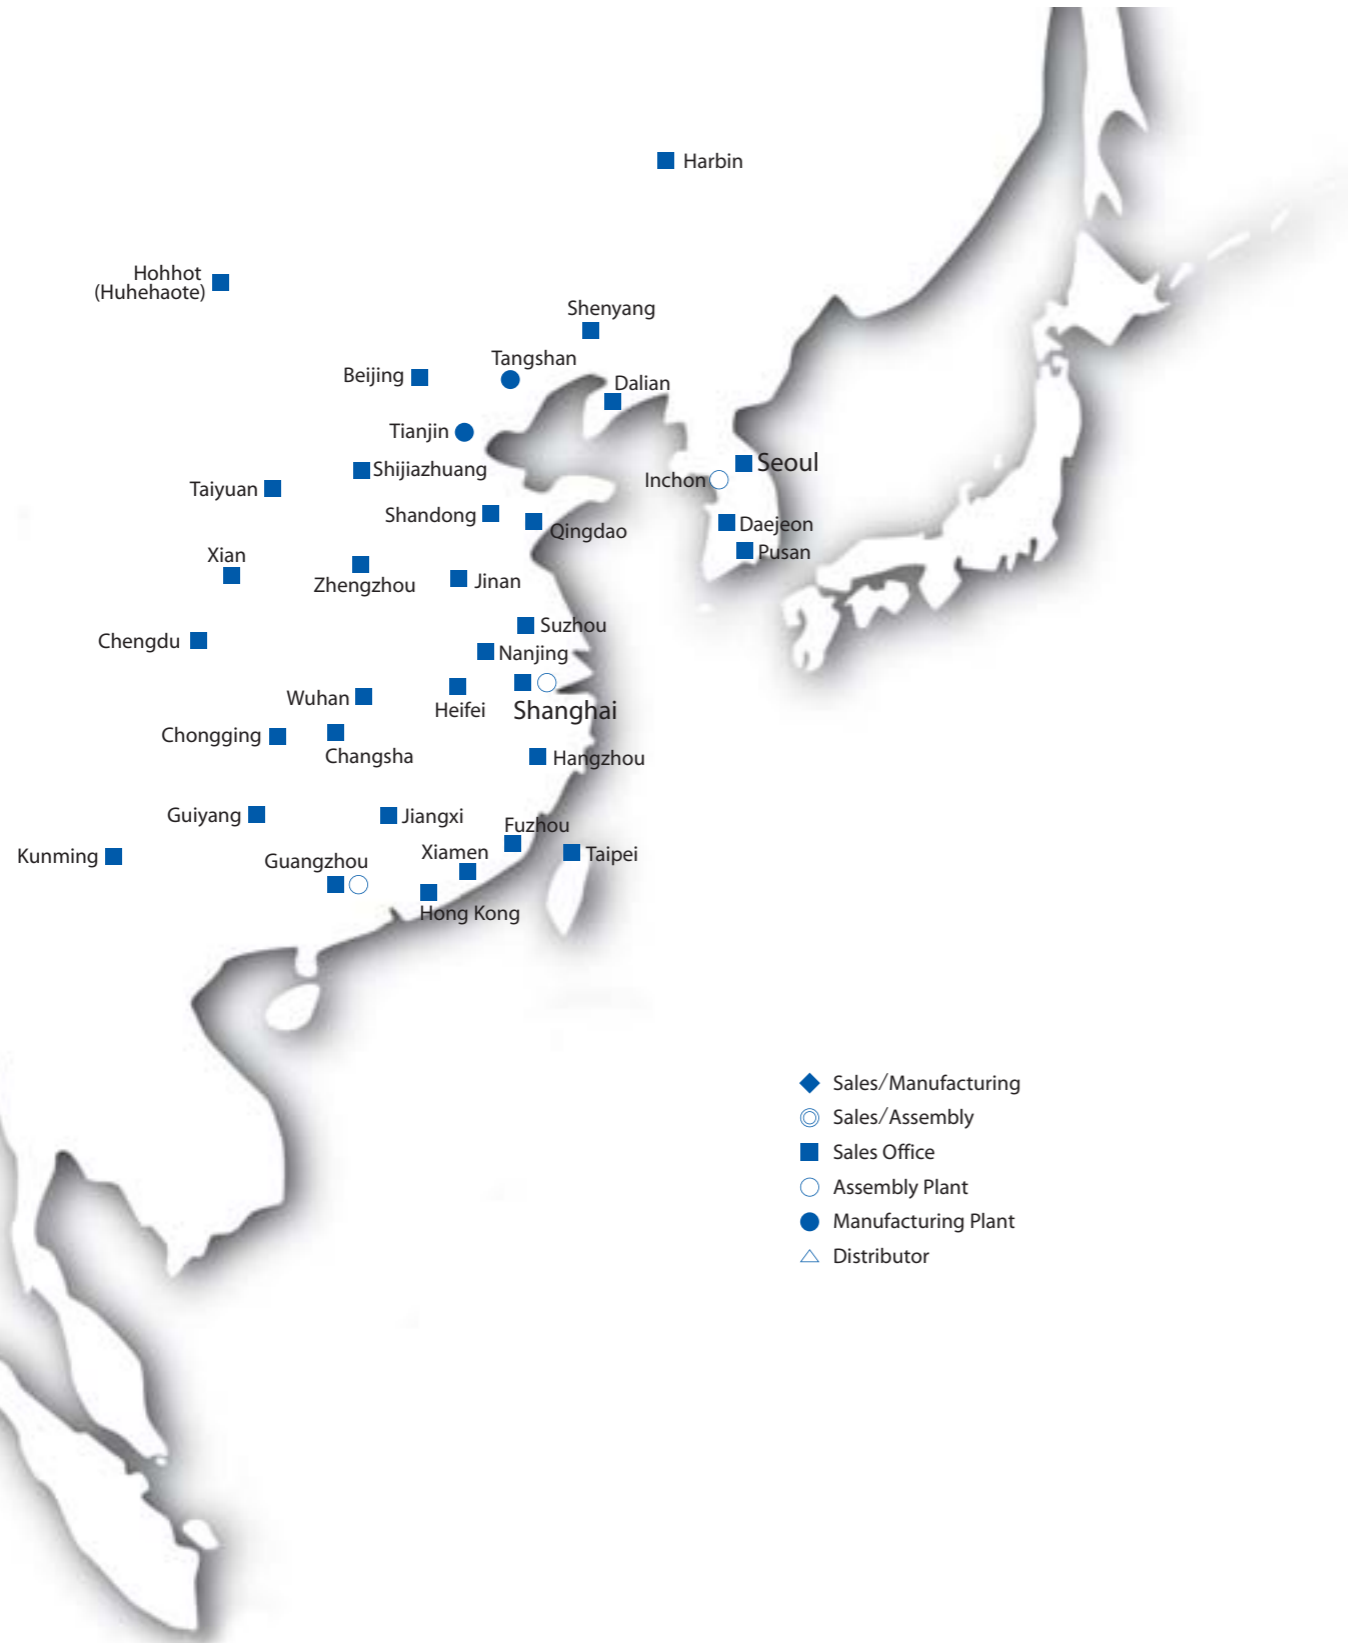 Harbin
Hohhot
(Huhehaote)
Shenyang
Tangshan
Beijing
Dalian
Tianjin
Seoul
Shijiazhuang
Inchon
Taiyuan
Shandong
Daejeon
Qingdao
Pusan
Xian
Zhengzhou
Jinan
Suzhou
Chengdu
Nanjing
Wuhan
Heifei
Shanghai
Chongging
Changsha
Hangzhou
Guiyang
Jiangxi
Fuzhou
Kunming
Guangzhou
Xiamen
Taipei
Hong Kong
Sales/Manufacturing
Sales/Assembly
Sales Office
Assembly Plant
Manufacturing Plant
Distributor